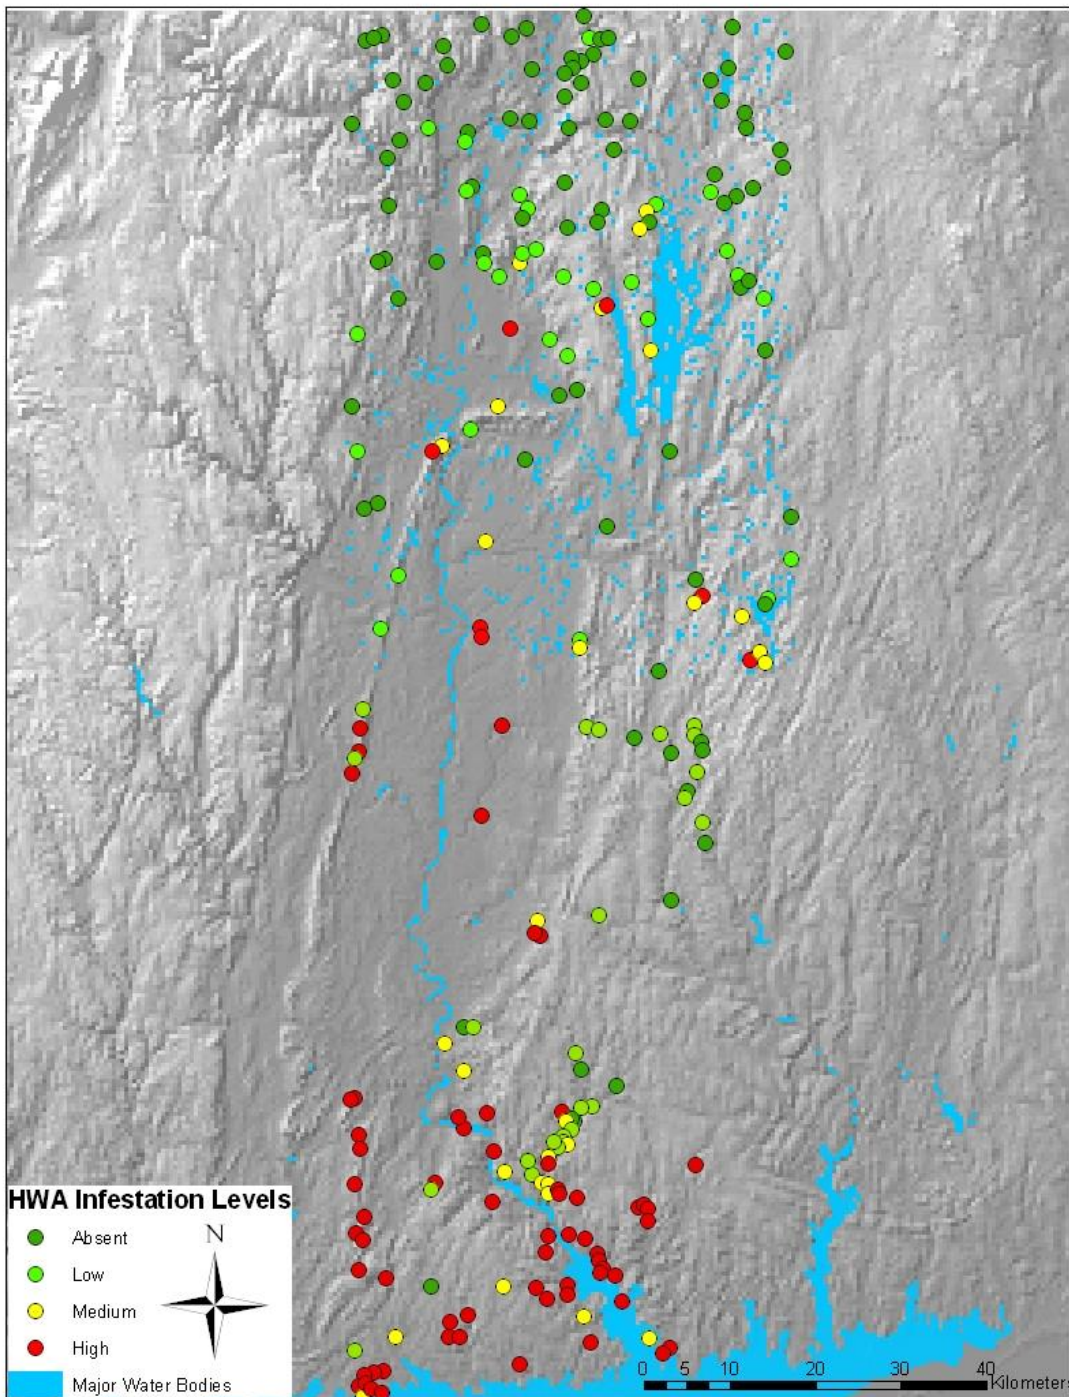 HWA Infestation Levels
N
Absent
Low
Medium
High
Major Water Bodies
0 5 10 20 30 40
Kilometers